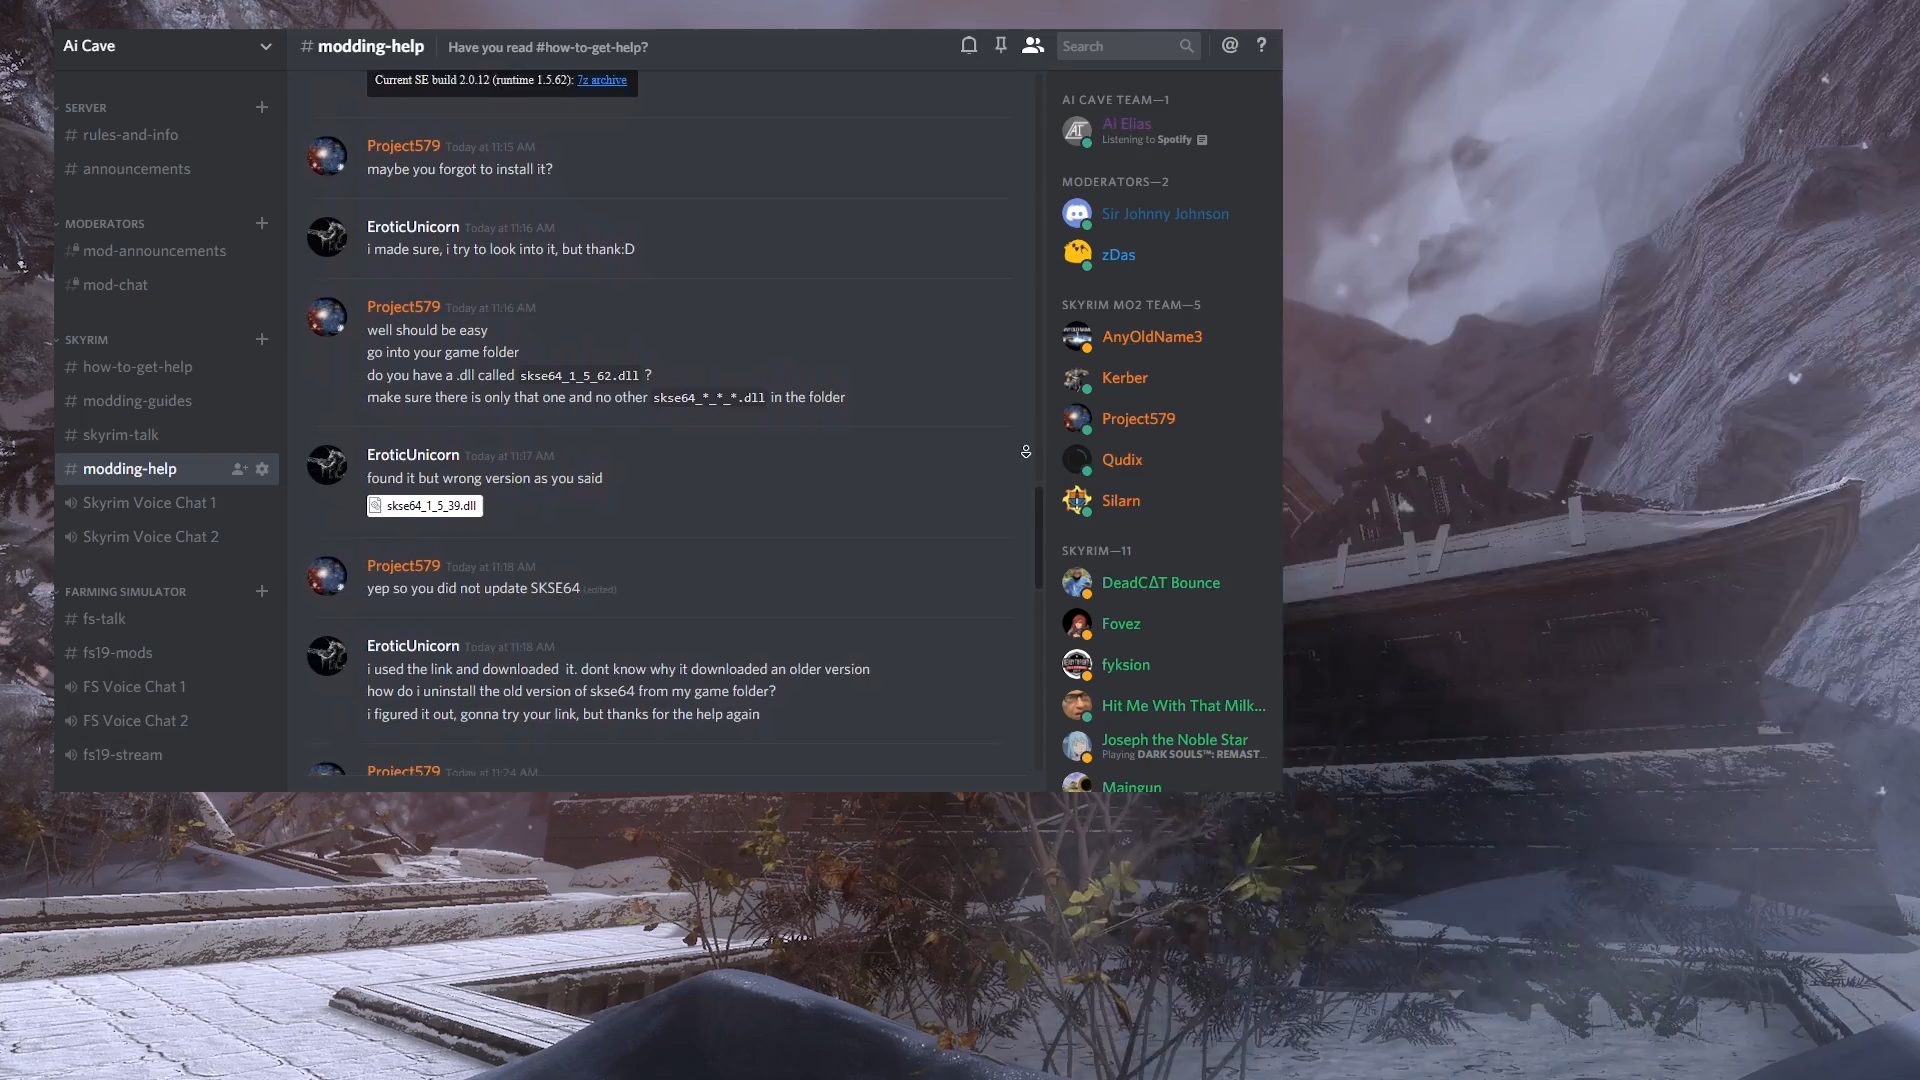 Ai Cave
SERVER
# rules-and-info
# announcements
MODERATORS
# mod-announcements
# mod-chat
SKYRIM
# how-to-get-help
# modding-guides
# skyrim-talk
# modding-help
Skyrim Voice Chat 1
Skyrim Voice Chat 2
FARMING SIMULATOR
# fs-talk
# fs19-mods
FS Voice Chat 1
FS Voice Chat 2
fs19-stream
# modding-help Have you read #how-to-get-help?
Search @ ?
Current SE build 2.0.12 (runtime 1.5.62): 7z archive
Project579 Today at 11:15 AM
maybe you forgot to install it?
EroticUnicorn Today at 11:16 AM
i made sure, i try to look into it, but thank:D
Project579 Today at 11:16 AM
well should be easy
go into your game folder
do you have a .dll called skse64_1_5_62.dll ?
make sure there is only that one and no other skse64_*_*_*.dll in the folder
EroticUnicorn Today at 11:17 AM
found it but wrong version as you said
skse64_1_5_39.dll
Project579 Today at 11:18 AM
yep so you did not update SKSE64 (edited)
EroticUnicorn Today at 11:18 AM
i used the link and downloaded it. dont know why it downloaded an older version
how do i uninstall the old version of skse64 from my game folder?
i figured it out, gonna try your link, but thanks for the help again
Project579 Today at 11:24 AM
AI CAVE TEAM—1
Ai Elias
Listening to Spotify
MODERATORS—2
Sir Johnny Johnson
zDas
SKYRIM MO2 TEAM—5
AnyOldName3
Kerber
Project579
Qudix
Silarn
SKYRIM—11
DeadCΔT Bounce
Fovez
fyksion
Hit Me With That Milk...
Joseph the Noble Star
Playing DARK SOULS™: REMAST...
Maingun